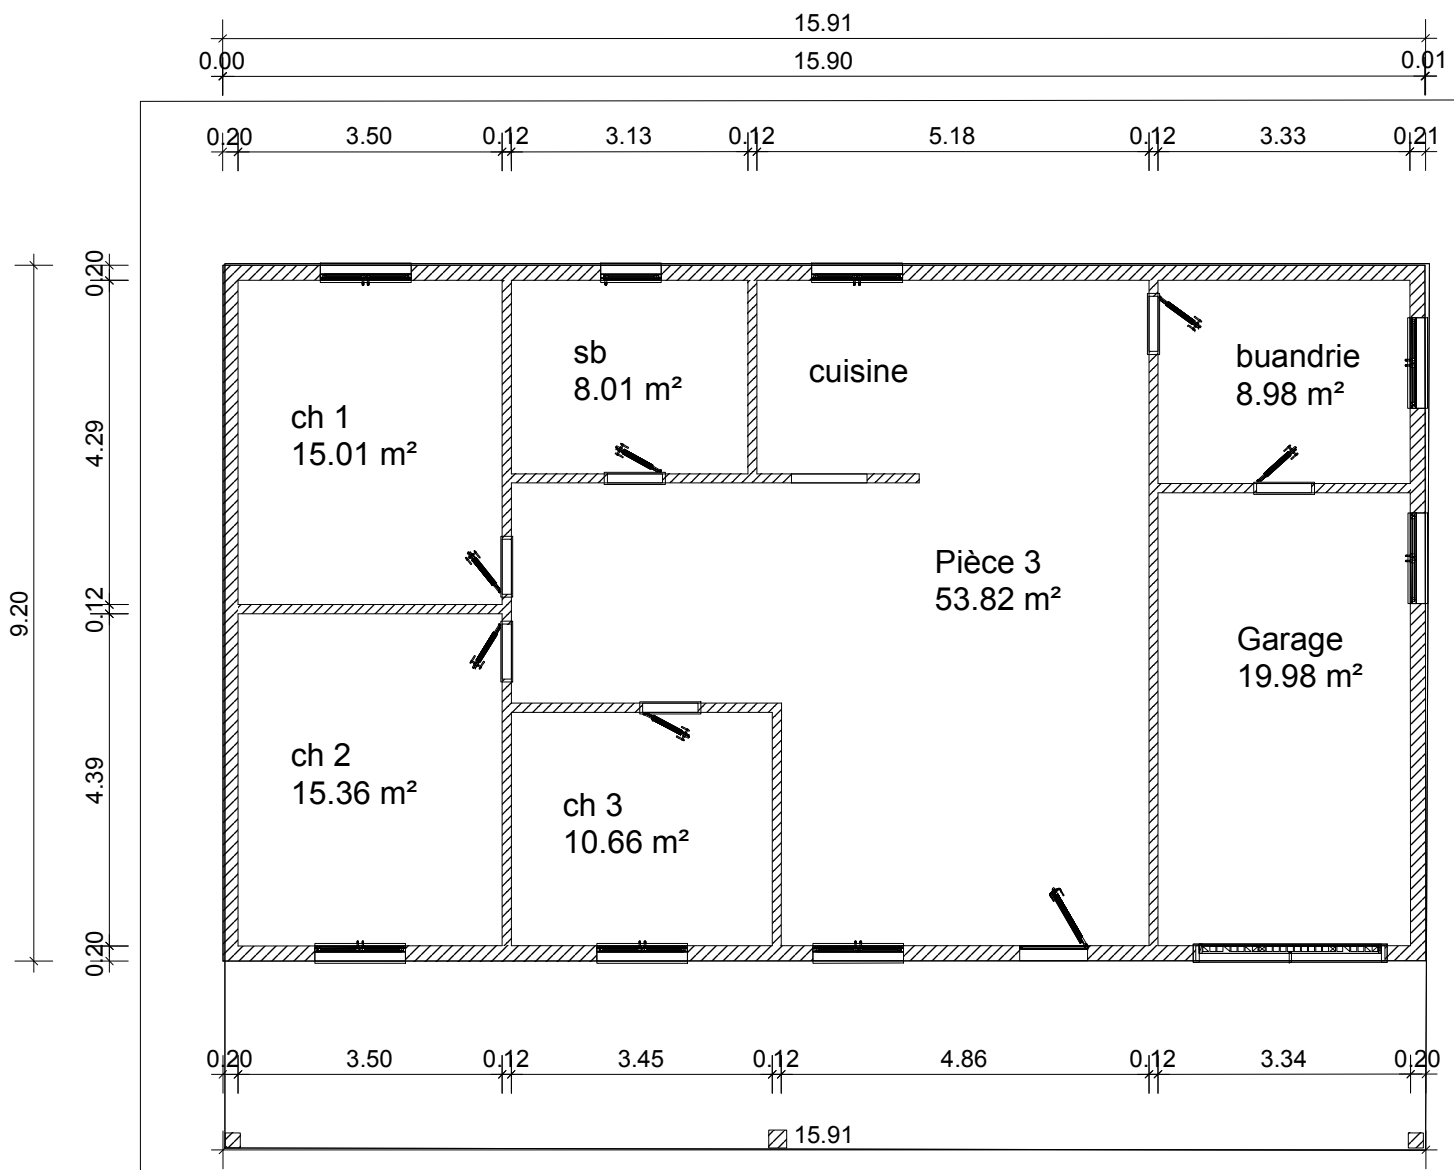 15.91
0.00 15.90 0.01
0.20 3.50 0.12 3.13 0.12 5.18 0.12 3.33 0.21
0.20
4.29
0.12
9.20
4.39
0.20
sb
8.01 m²
cuisine
buandrie
8.98 m²
ch 1
15.01 m²
Pièce 3
53.82 m²
Garage
19.98 m²
ch 2
15.36 m²
ch 3
10.66 m²
0.20 3.50 0.12 3.45 0.12 4.86 0.12 3.34 0.20
15.91